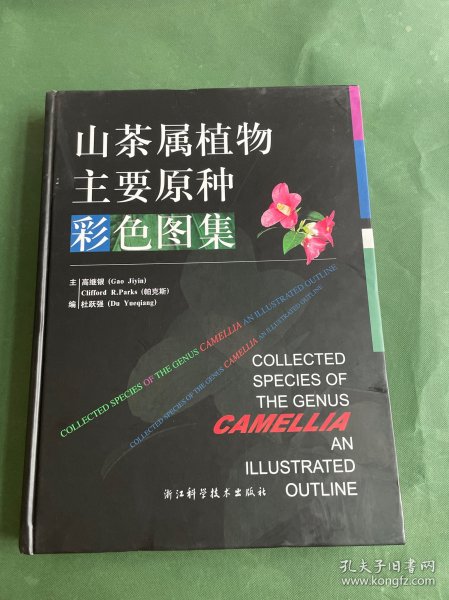 山茶属植物
主要原种
彩色图集
主 高继银 (Gao Jiyin)
Clifford R.Parks (帕克斯)
编 杜跃强 (Du Yueqiang)
COLLECTED SPECIES OF THE GENUS CAMELLIA AN ILLUSTRATED OUTLINE
COLLECTED SPECIES OF THE GENUS CAMELLIA AN ILLUSTRATED OUTLINE
COLLECTED
SPECIES OF
THE GENUS
CAMELLIA
AN
ILLUSTRATED
OUTLINE
浙江科学技术出版社
孔夫子旧书网
www.kongfz.com